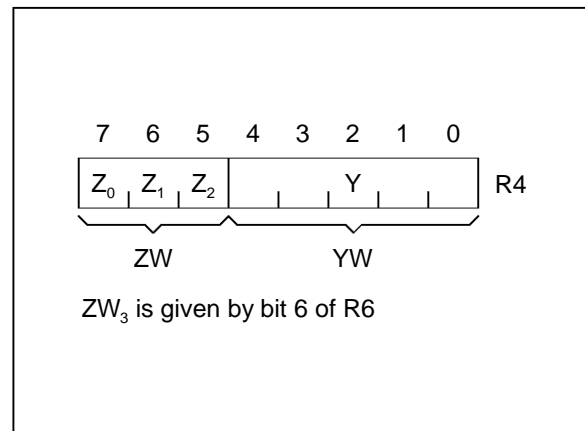 7 6 5 4 3 2 1 0
Z₀ Z₁ Z₂ Y R4
ZW YW
ZW₃ is given by bit 6 of R6